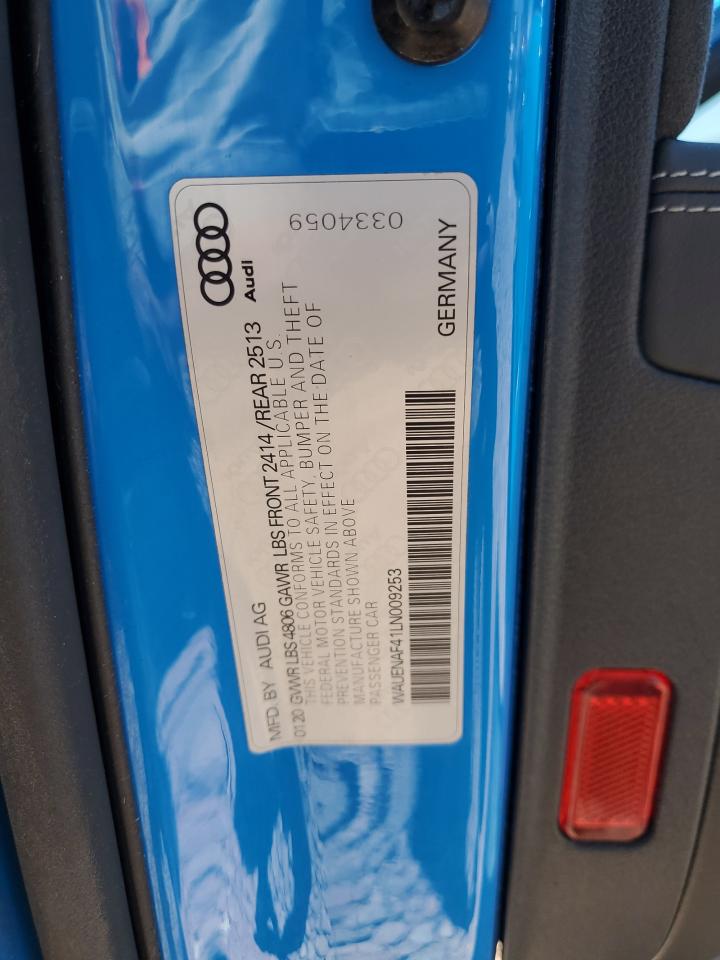 MFD. BY AUDI AG
Audi
0120 GVWR LBS 4806 GAWR LBS FRONT 2414 / REAR 2513
THIS VEHICLE CONFORMS TO ALL APPLICABLE U.S.
FEDERAL MOTOR VEHICLE SAFETY, BUMPER AND THEFT
PREVENTION STANDARDS IN EFFECT ON THE DATE OF
MANUFACTURE SHOWN ABOVE
PASSENGER CAR
0334059
WAUENAF41LN009253
GERMANY